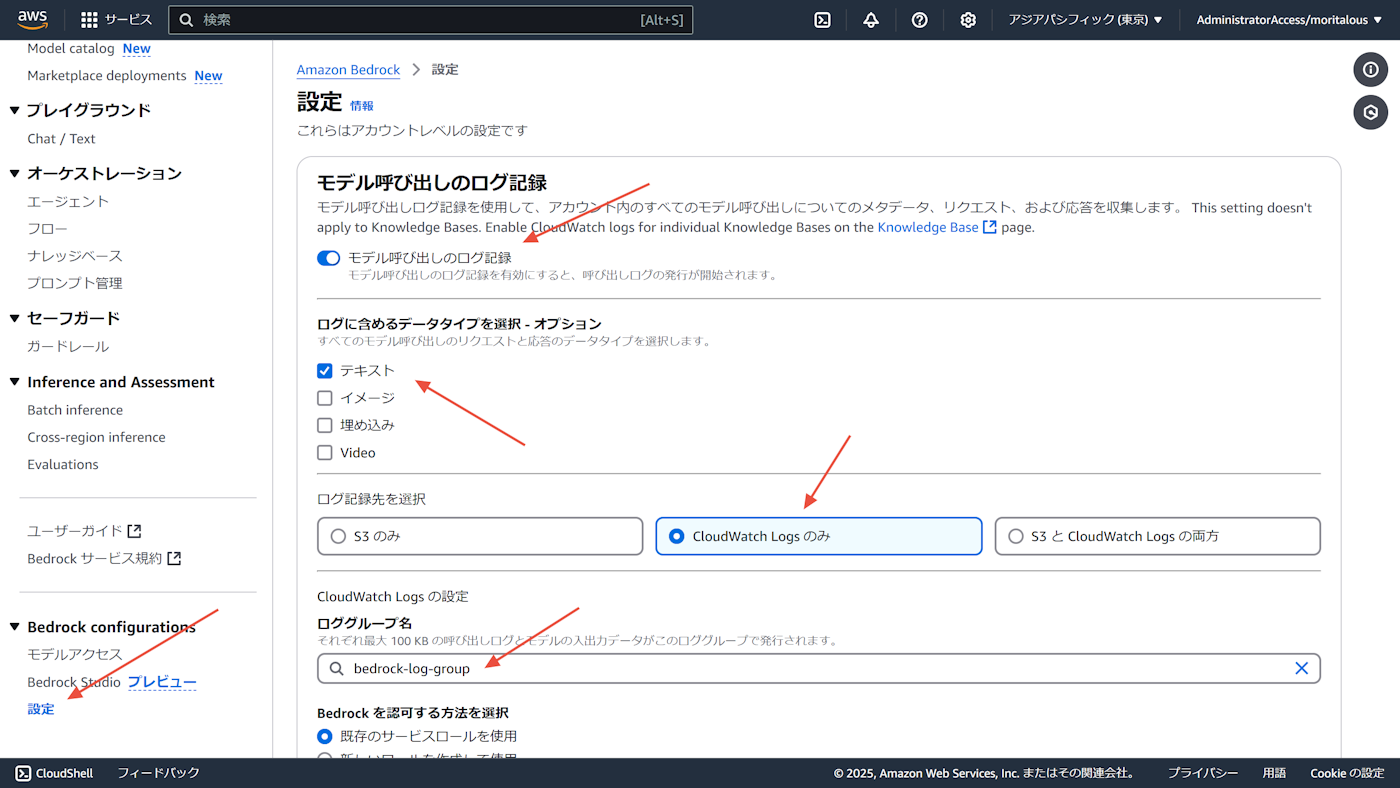 aws
サービス
検索
[Alt+S]
アジアパシフィック (東京) ▼
AdministratorAccess/moritalous ▼
Model catalog New
Marketplace deployments New
▼ プレイグラウンド
Chat / Text
▼ オーケストレーション
エージェント
フロー
ナレッジベース
プロンプト管理
▼ セーフガード
ガードレール
▼ Inference and Assessment
Batch inference
Cross-region inference
Evaluations
ユーザーガイド
Bedrock サービス規約
▼ Bedrock configurations
モデルアクセス
Bedrock Studio プレビュー
設定
Amazon Bedrock > 設定
設定 情報
これらはアカウントレベルの設定です
モデル呼び出しのログ記録
モデル呼び出しログ記録を使用して、アカウント内のすべてのモデル呼び出しについてのメタデータ、リクエスト、および応答を収集します。 This setting doesn't
apply to Knowledge Bases. Enable CloudWatch logs for individual Knowledge Bases on the Knowledge Base page.
モデル呼び出しのログ記録
モデル呼び出しのログ記録を有効にすると、呼び出しログの発行が開始されます。
ログに含めるデータタイプを選択 - オプション
すべてのモデル呼び出しのリクエストと応答のデータタイプを選択します。
テキスト
イメージ
埋め込み
Video
ログ記録先を選択
S3 のみ
CloudWatch Logs のみ
S3 と CloudWatch Logs の両方
CloudWatch Logs の設定
ロググループ名
それぞれ最大 100 KB の呼び出しログとモデルの入出力データがこのロググループで発行されます。
bedrock-log-group
Bedrock を認可する方法を選択
既存のサービスロールを使用
新しいロールを作成して使用
CloudShell
フィードバック
© 2025, Amazon Web Services, Inc. またはその関連会社。
プライバシー
用語
Cookie の設定